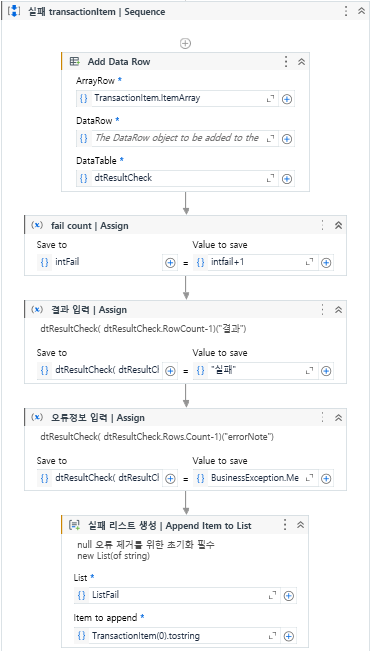 실패 transactionItem | Sequence
Add Data Row
ArrayRow *
TransactionItem.ItemArray
DataRow *
The DataRow object to be added to the
DataTable *
dtResultCheck
fail count | Assign
Save to Value to save
intFail = intfail+1
결과 입력 | Assign
dtResultCheck( dtResultCheck.RowCount-1)("결과")
Save to Value to save
dtResultCheck( dtResultCl = "실패"
오류정보 입력 | Assign
dtResultCheck( dtResultCheck.Rows.Count-1)("errorNote")
Save to Value to save
dtResultCheck( dtResultCl = BusinessException.Me
실패 리스트 생성 | Append Item to List
null 오류 제거를 위한 초기화 필수
new List(of string)
List *
ListFail
Item to append *
TransactionItem(0).tostring